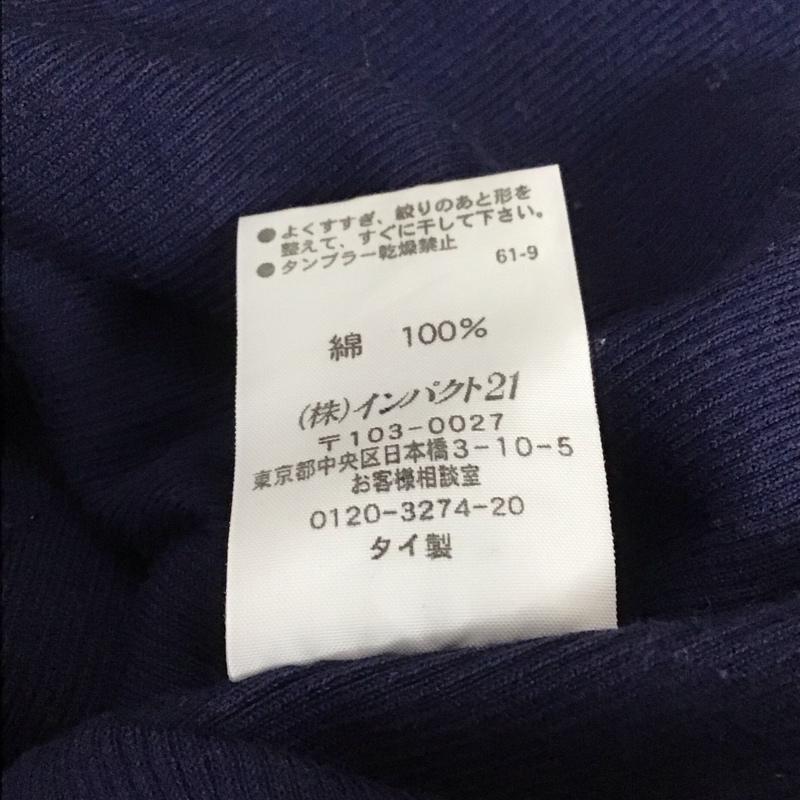 ●よくすすぎ、絞りのあと形を
整えて、すぐに干して下さい。
●タンブラー乾燥禁止 61-9
綿 100%
(株)インパクト21
〒103-0027
東京都中央区日本橋3-10-5
お客様相談室
0120-3274-20
タイ製